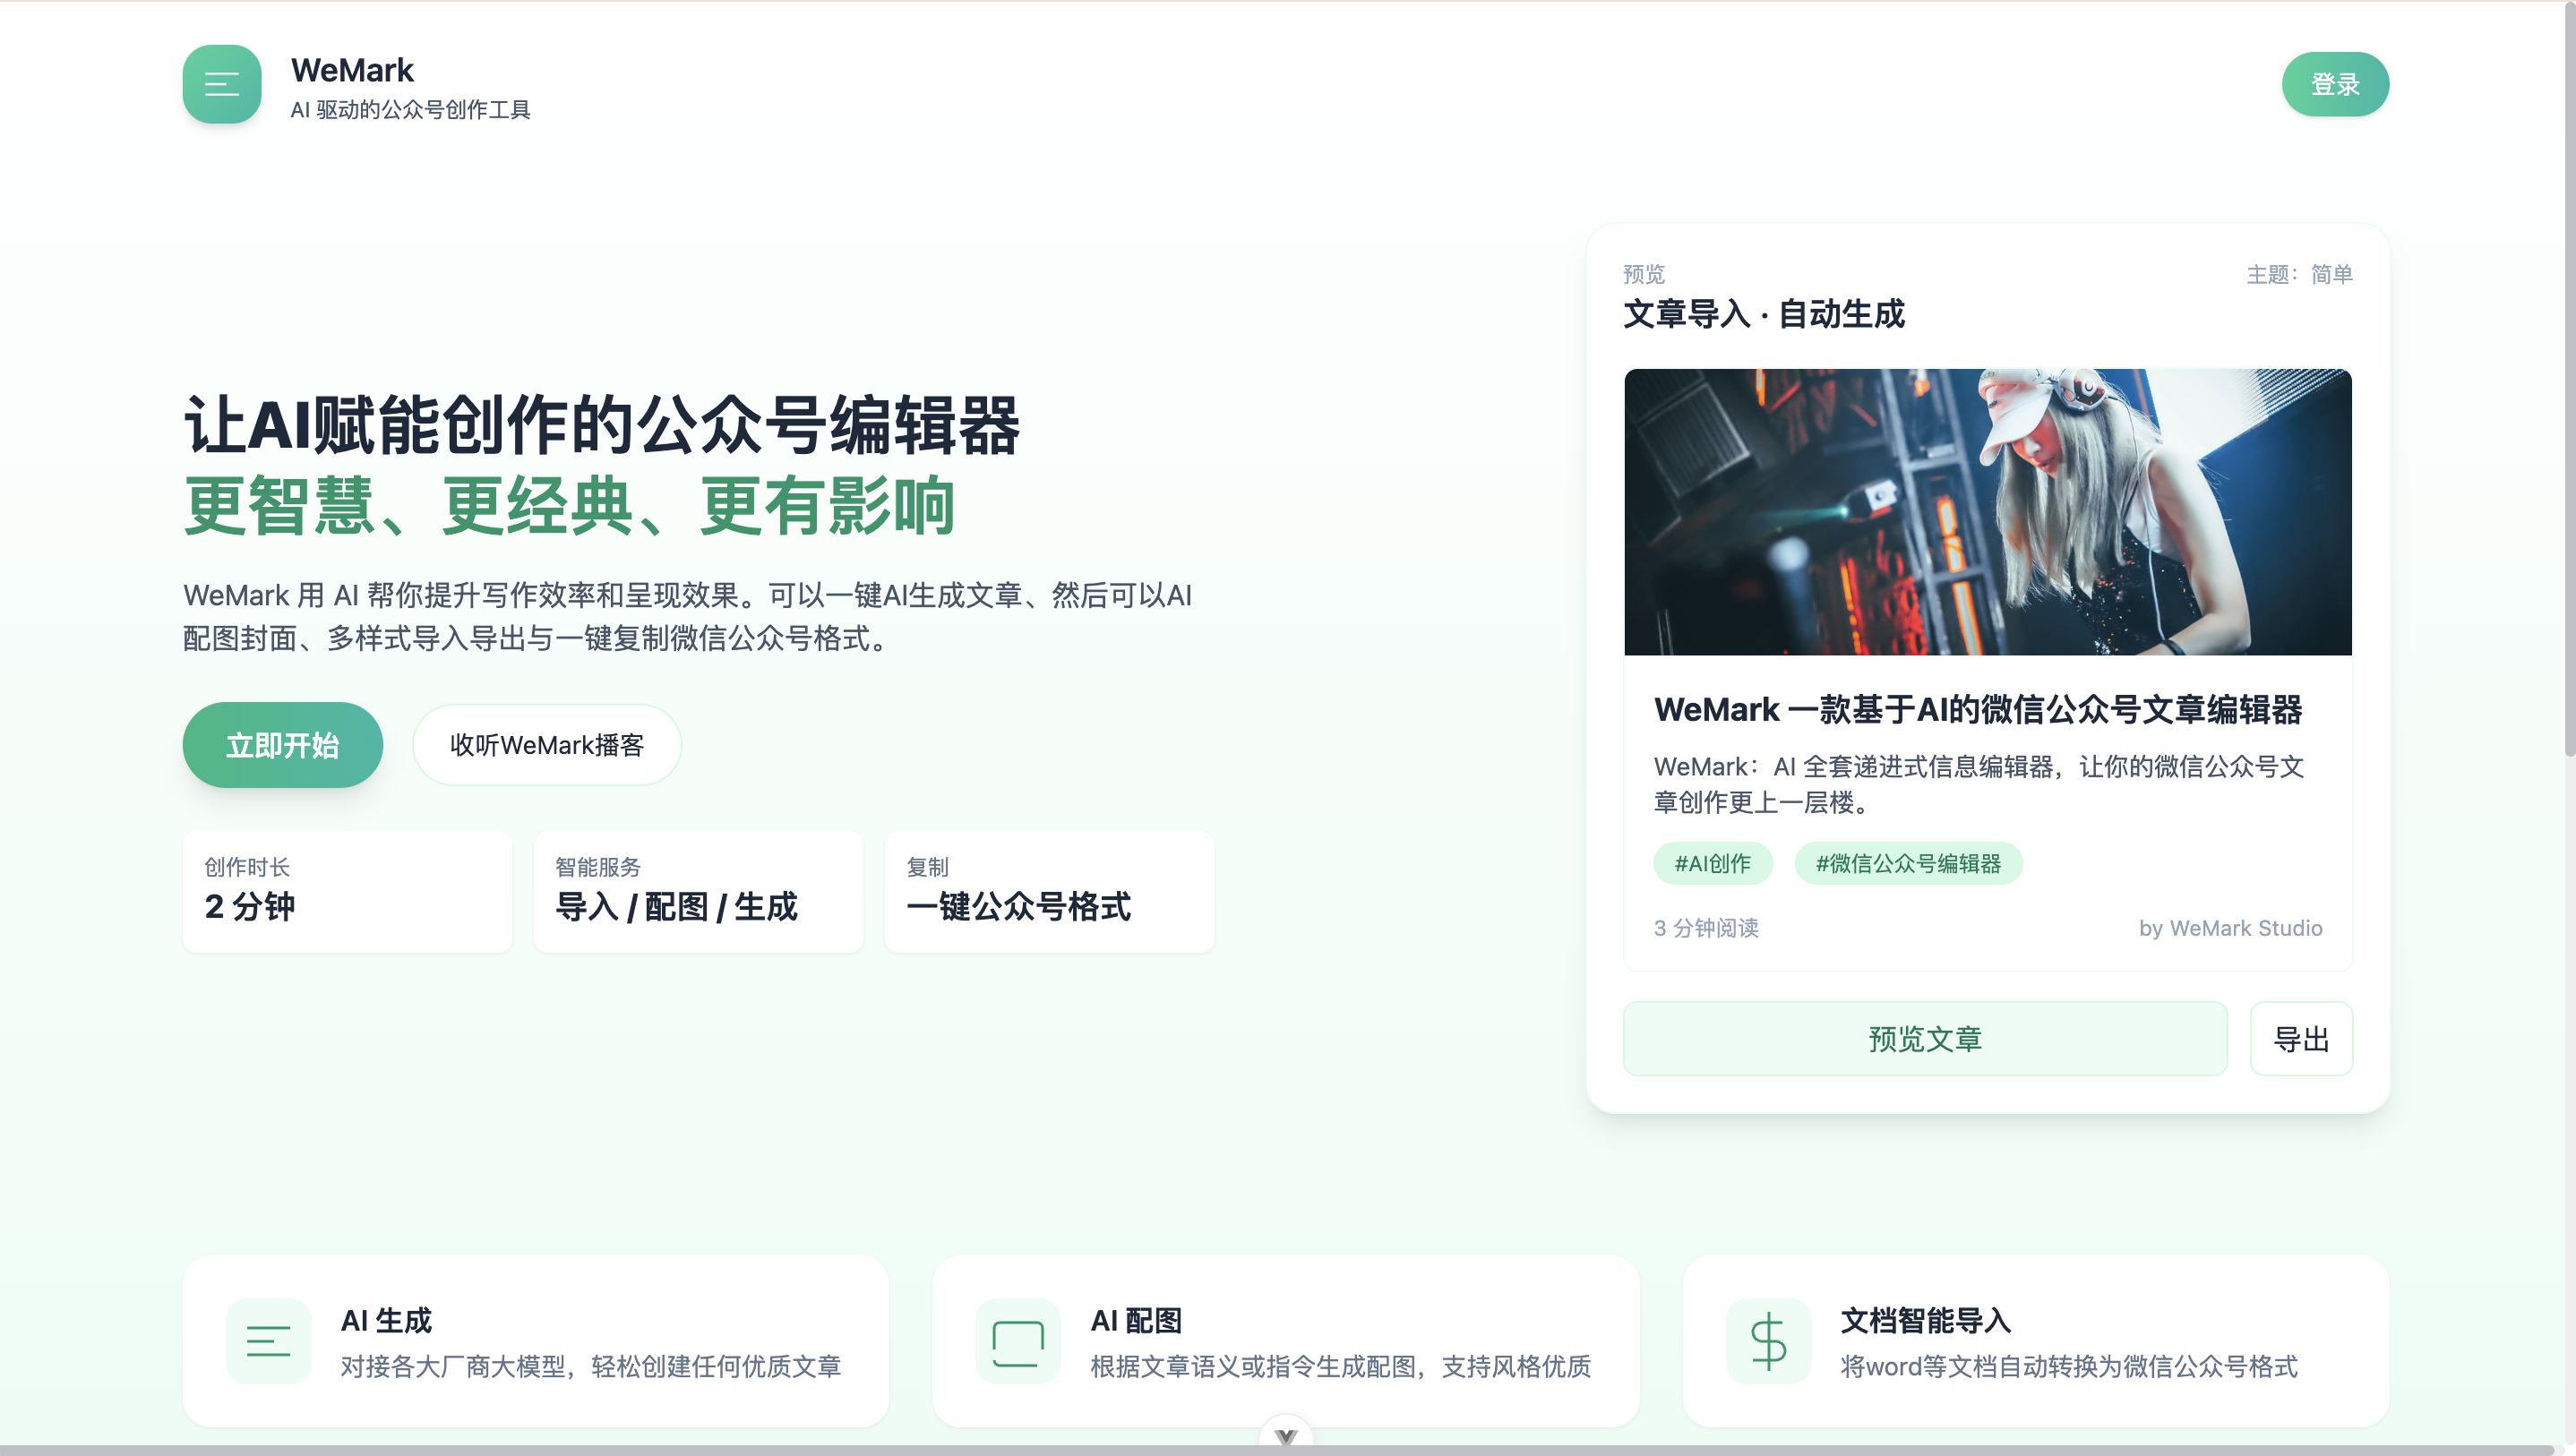 WeMark
AI 驱动的公众号创作工具
登录
让AI赋能创作的公众号编辑器
更智慧、更经典、更有影响
WeMark 用 AI 帮你提升写作效率和呈现效果。可以一键AI生成文章、然后可以AI
配图封面、多样式导入导出与一键复制微信公众号格式。
立即开始
收听WeMark播客
创作时长
2 分钟
智能服务
导入 / 配图 / 生成
复制
一键公众号格式
预览
主题：简单
文章导入 · 自动生成
WeMark 一款基于AI的微信公众号文章编辑器
WeMark：AI 全套递进式信息编辑器，让你的微信公众号文
章创作更上一层楼。
#AI创作
#微信公众号编辑器
3 分钟阅读
by WeMark Studio
预览文章
导出
AI 生成
对接各大厂商大模型，轻松创建任何优质文章
AI 配图
根据文章语义或指令生成配图，支持风格优质
文档智能导入
将word等文档自动转换为微信公众号格式